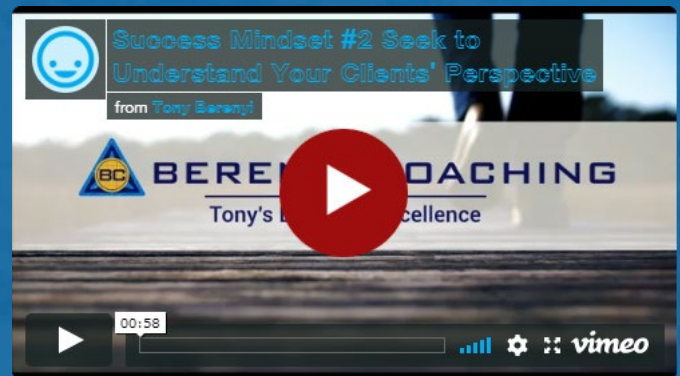 Success Mindset #2 Seek to
Understand Your Clients' Perspective
from Tony Berenyi
BC BEREN OACHING
Tony's cellence
00:58
vimeo